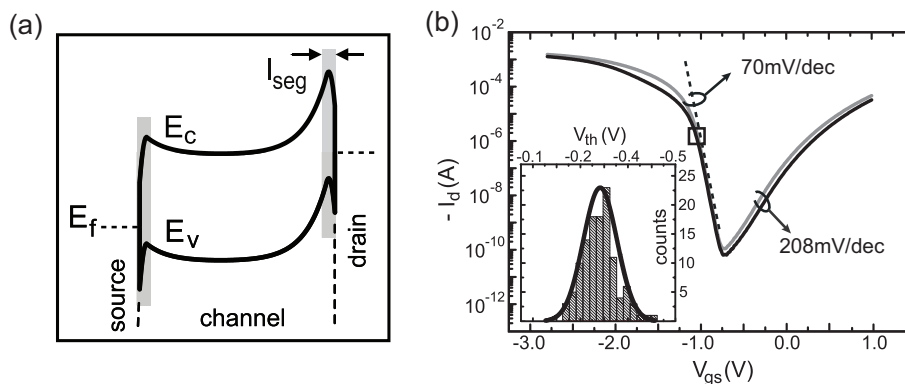 (a)
I_seg
E_c
E_f
E_v
source
channel
drain
(b)
- I_d(A)
10^-2
10^-4
10^-6
10^-8
10^-10
10^-12
70mV/dec
208mV/dec
V_th(V)
-0.1 -0.2 -0.3 -0.4 -0.5
counts
25
20
15
10
5
-3.0 -2.0 -1.0 0.0 1.0
V_gs(V)